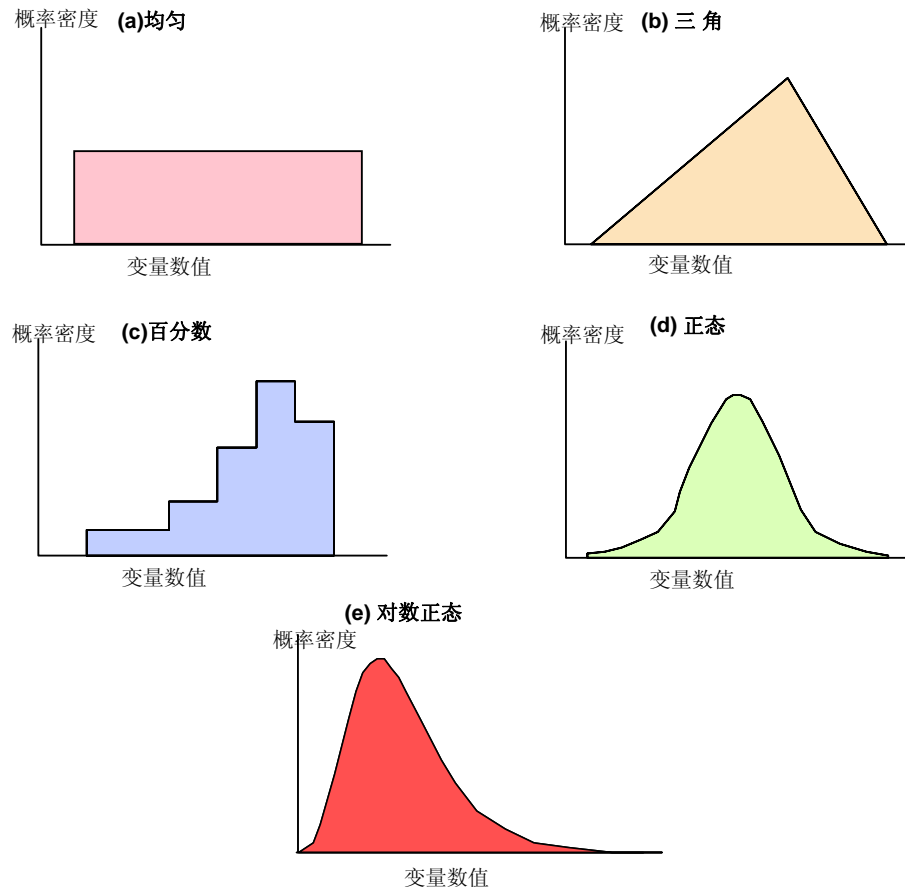 概率密度 (a)均匀
变量数值
概率密度 (b) 三 角
变量数值
概率密度 (c)百分数
变量数值
概率密度 (d) 正态
变量数值
(e) 对数正态
概率密度
变量数值